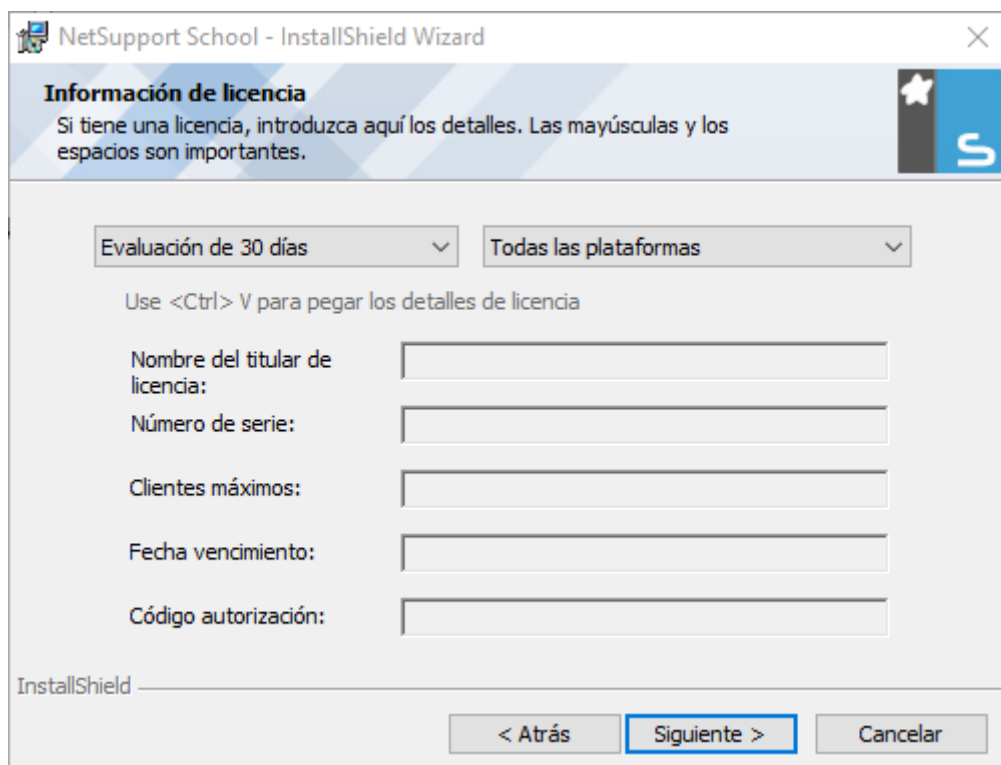 NetSupport School - InstallShield Wizard
Información de licencia
Si tiene una licencia, introduzca aquí los detalles. Las mayúsculas y los
espacios son importantes.
S
Evaluación de 30 días
Todas las plataformas
Use <Ctrl> V para pegar los detalles de licencia
Nombre del titular de
licencia:
Número de serie:
Clientes máximos:
Fecha vencimiento:
Código autorización:
InstallShield
< Atrás
Siguiente >
Cancelar